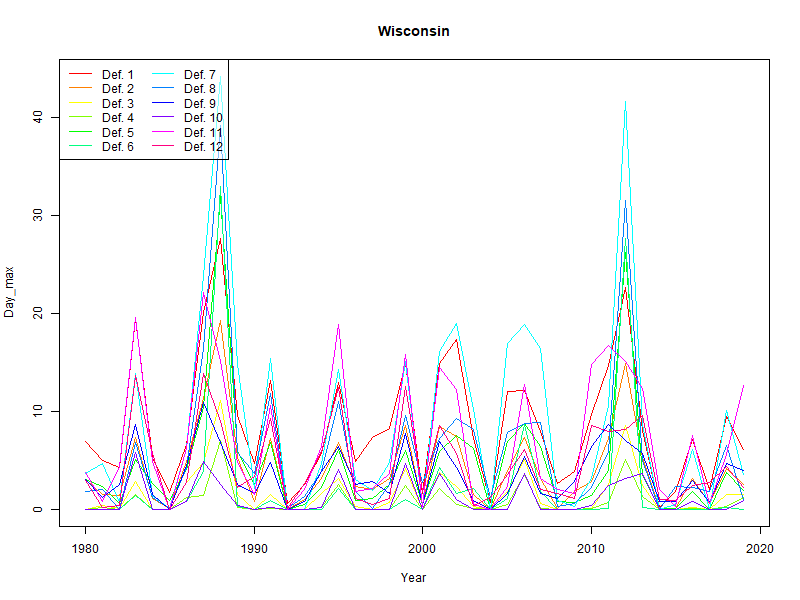 Wisconsin
Def. 1 Def. 7
Def. 2 Def. 8
Def. 3 Def. 9
Def. 4 Def. 10
Def. 5 Def. 11
Def. 6 Def. 12
40
30
20
10
0
Day_max
1980 1990 2000 2010 2020
Year